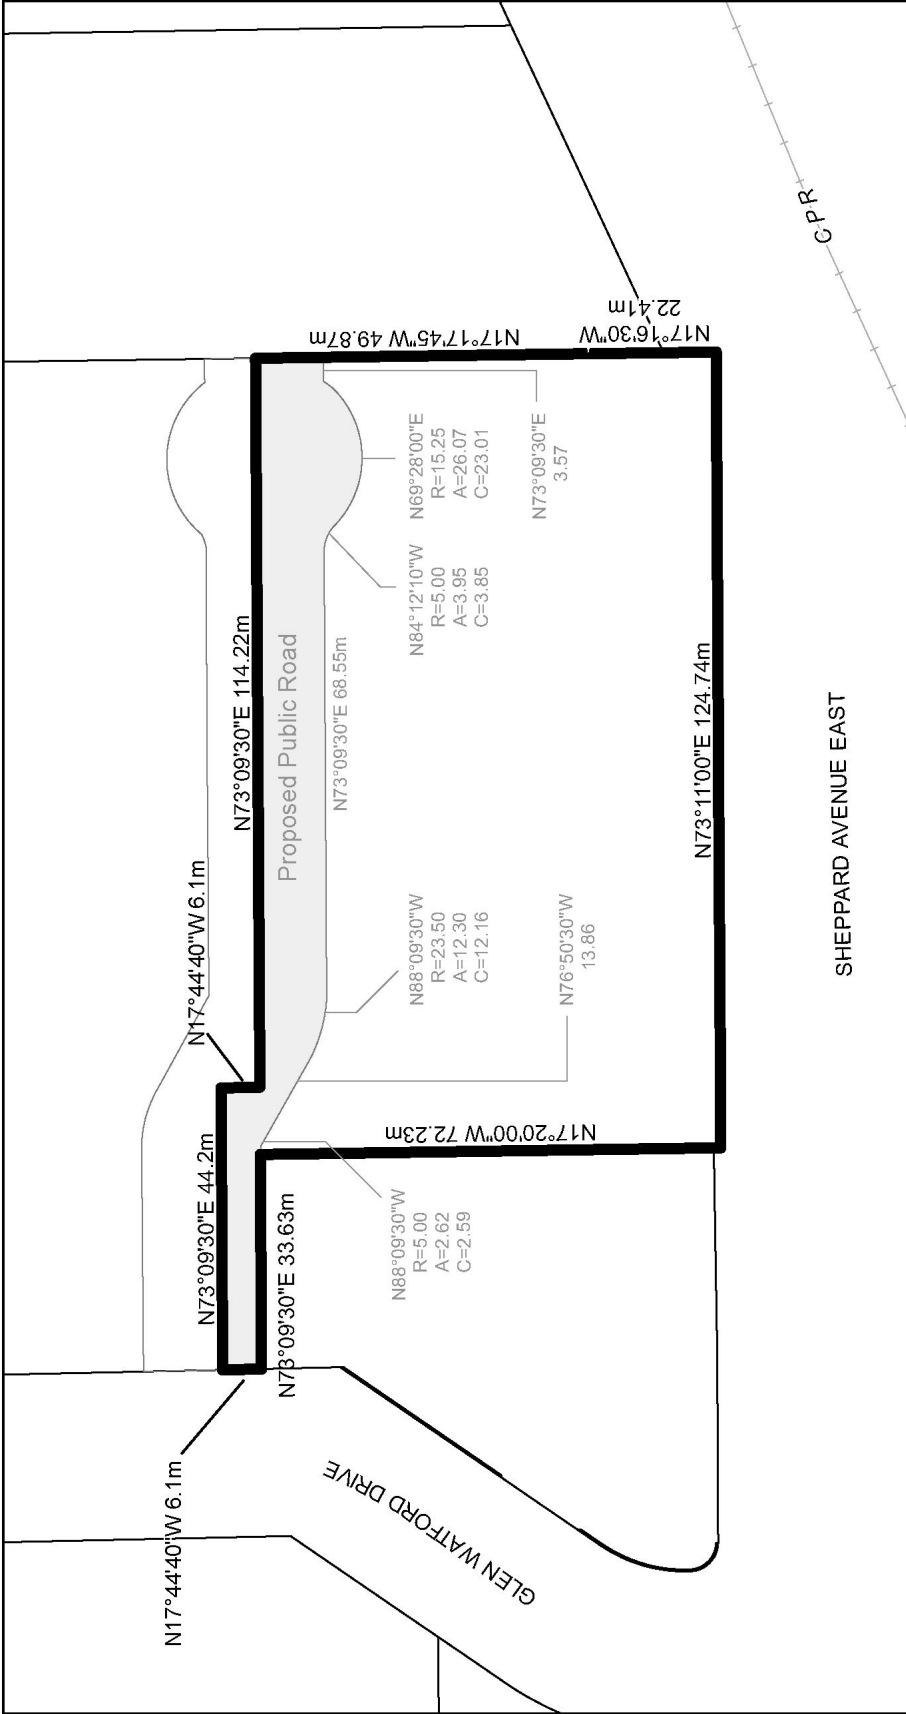 N17°44'40"W 6.1m
N73°09'30"E 44.2m
N73°09'30"E 33.63m
N17°44'40"W 6.1m
N73°09'30"E 114.22m
Proposed Public Road
N73°09'30"E 68.55m
N88°09'30"W
R=5.00
A=2.62
C=2.59
N17°20'00"W 72.23m
N76°50'30"W
13.86
N88°09'30"W
R=23.50
A=12.30
C=12.16
N84°12'10"W
R=5.00
A=3.95
C=3.85
N69°28'00"E
R=15.25
A=26.07
C=23.01
N73°09'30"E
3.57
N17°17'45"W 49.87m
N17°16'30"W
22.41m
N73°11'00"E 124.74m
GLEN WATFORD DRIVE
SHEPPARD AVENUE EAST
C P R